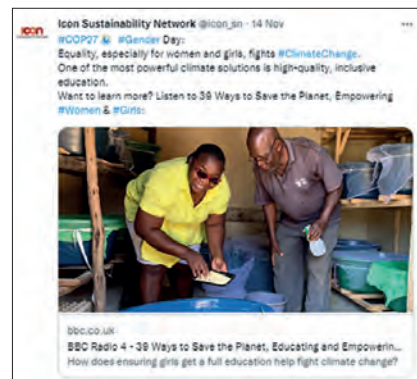 icon
Icon Sustainability Network @icon_sn · 14 Nov
#COP27 #Gender Day:
Equality, especially for women and girls, fights #ClimateChange.
One of the most powerful climate solutions is high-quality, inclusive
education.
Want to learn more? Listen to 39 Ways to Save the Planet, Empowering
#Women & #Girls:
bbc.co.uk
BBC Radio 4 - 39 Ways to Save the Planet, Educating and Empowerin...
How does ensuring girls get a full education help fight climate change?